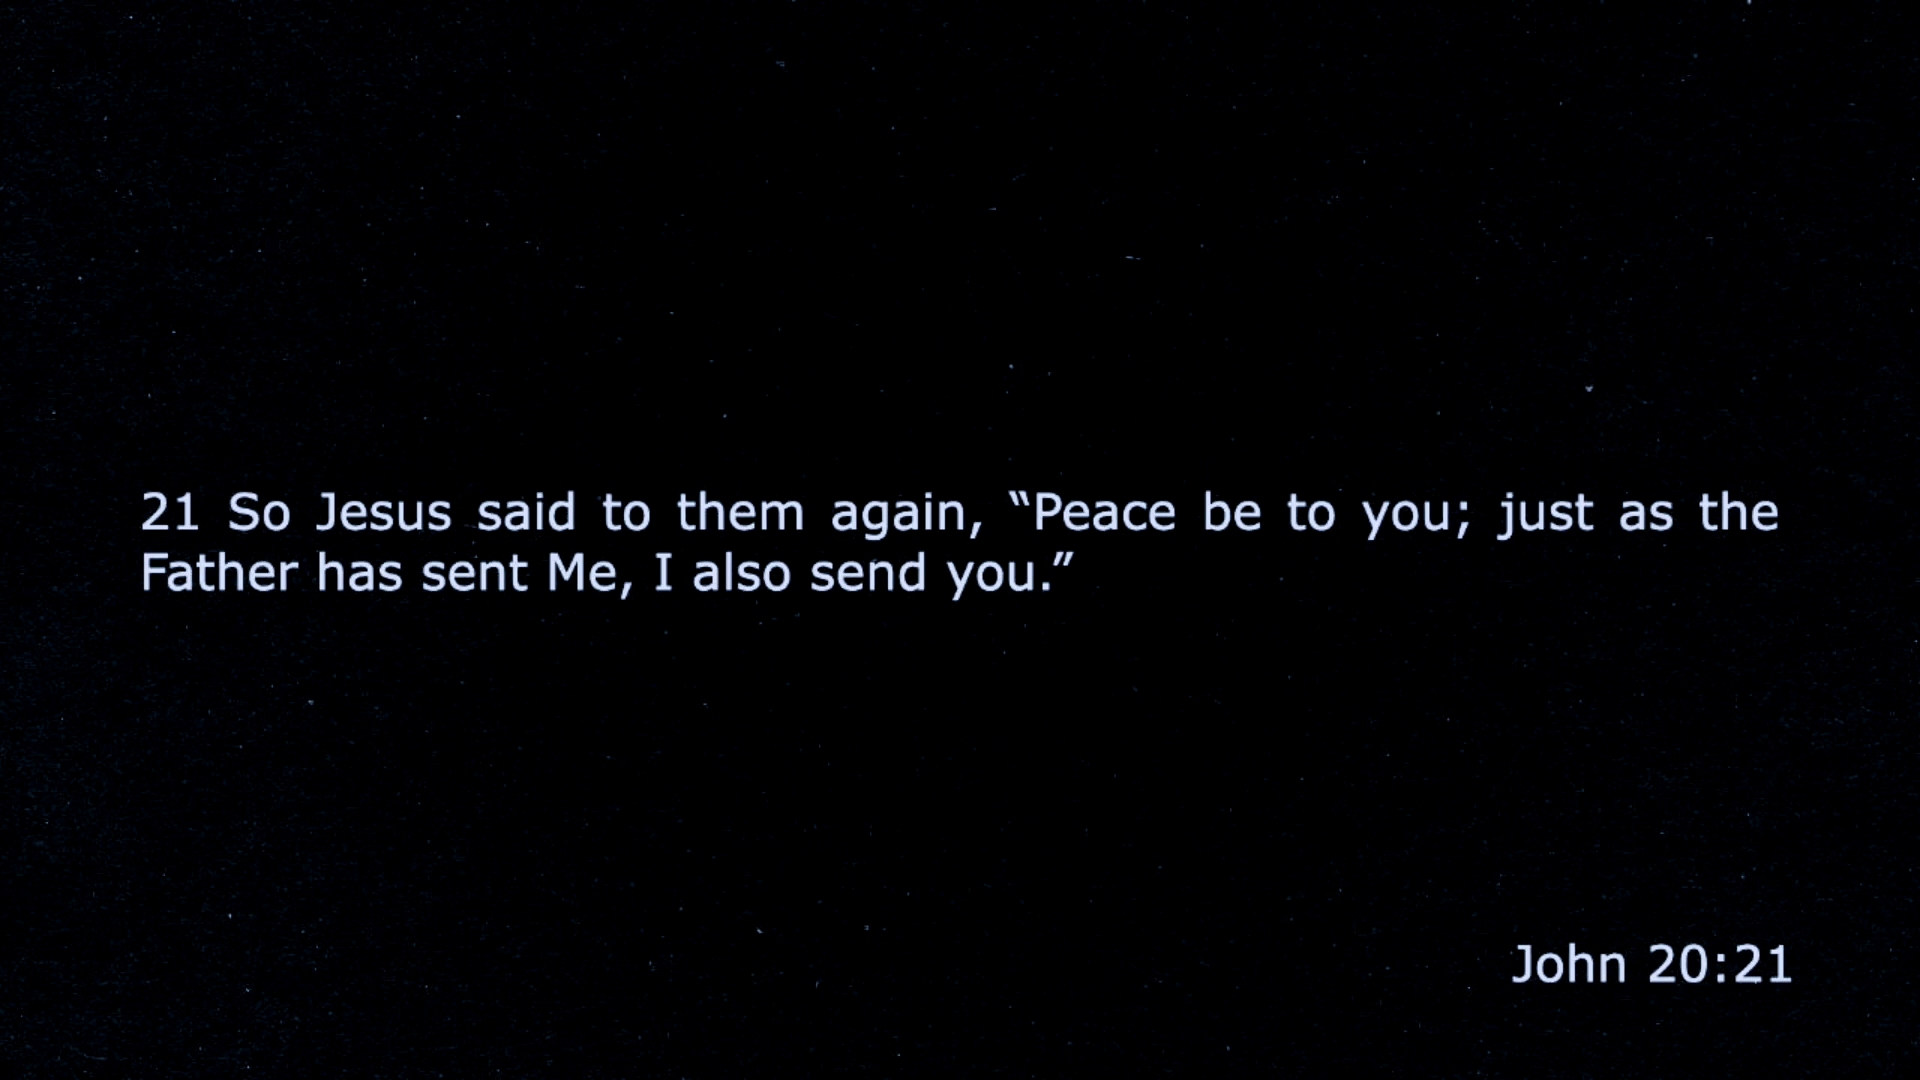 21 So Jesus said to them again, “Peace be to you; just as the
Father has sent Me, I also send you.”
John 20:21